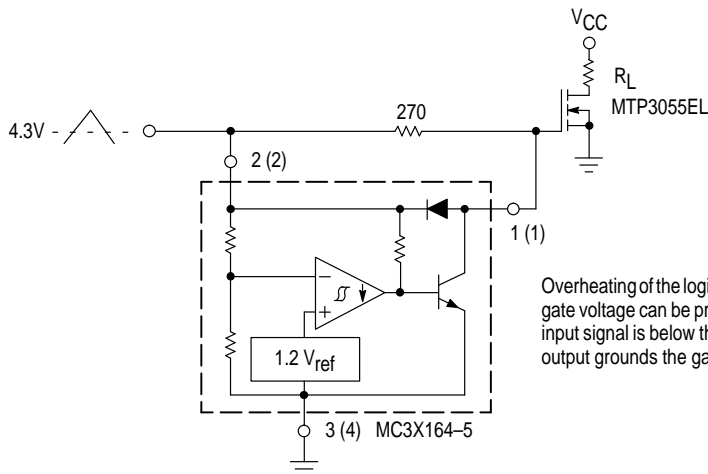 VCC
RL
MTP3055EL
270
4.3V
2 (2)
1 (1)
–
+
1.2 Vref
3 (4) MC3X164–5
Overheating of the logi
gate voltage can be pr
input signal is below th
output grounds the ga